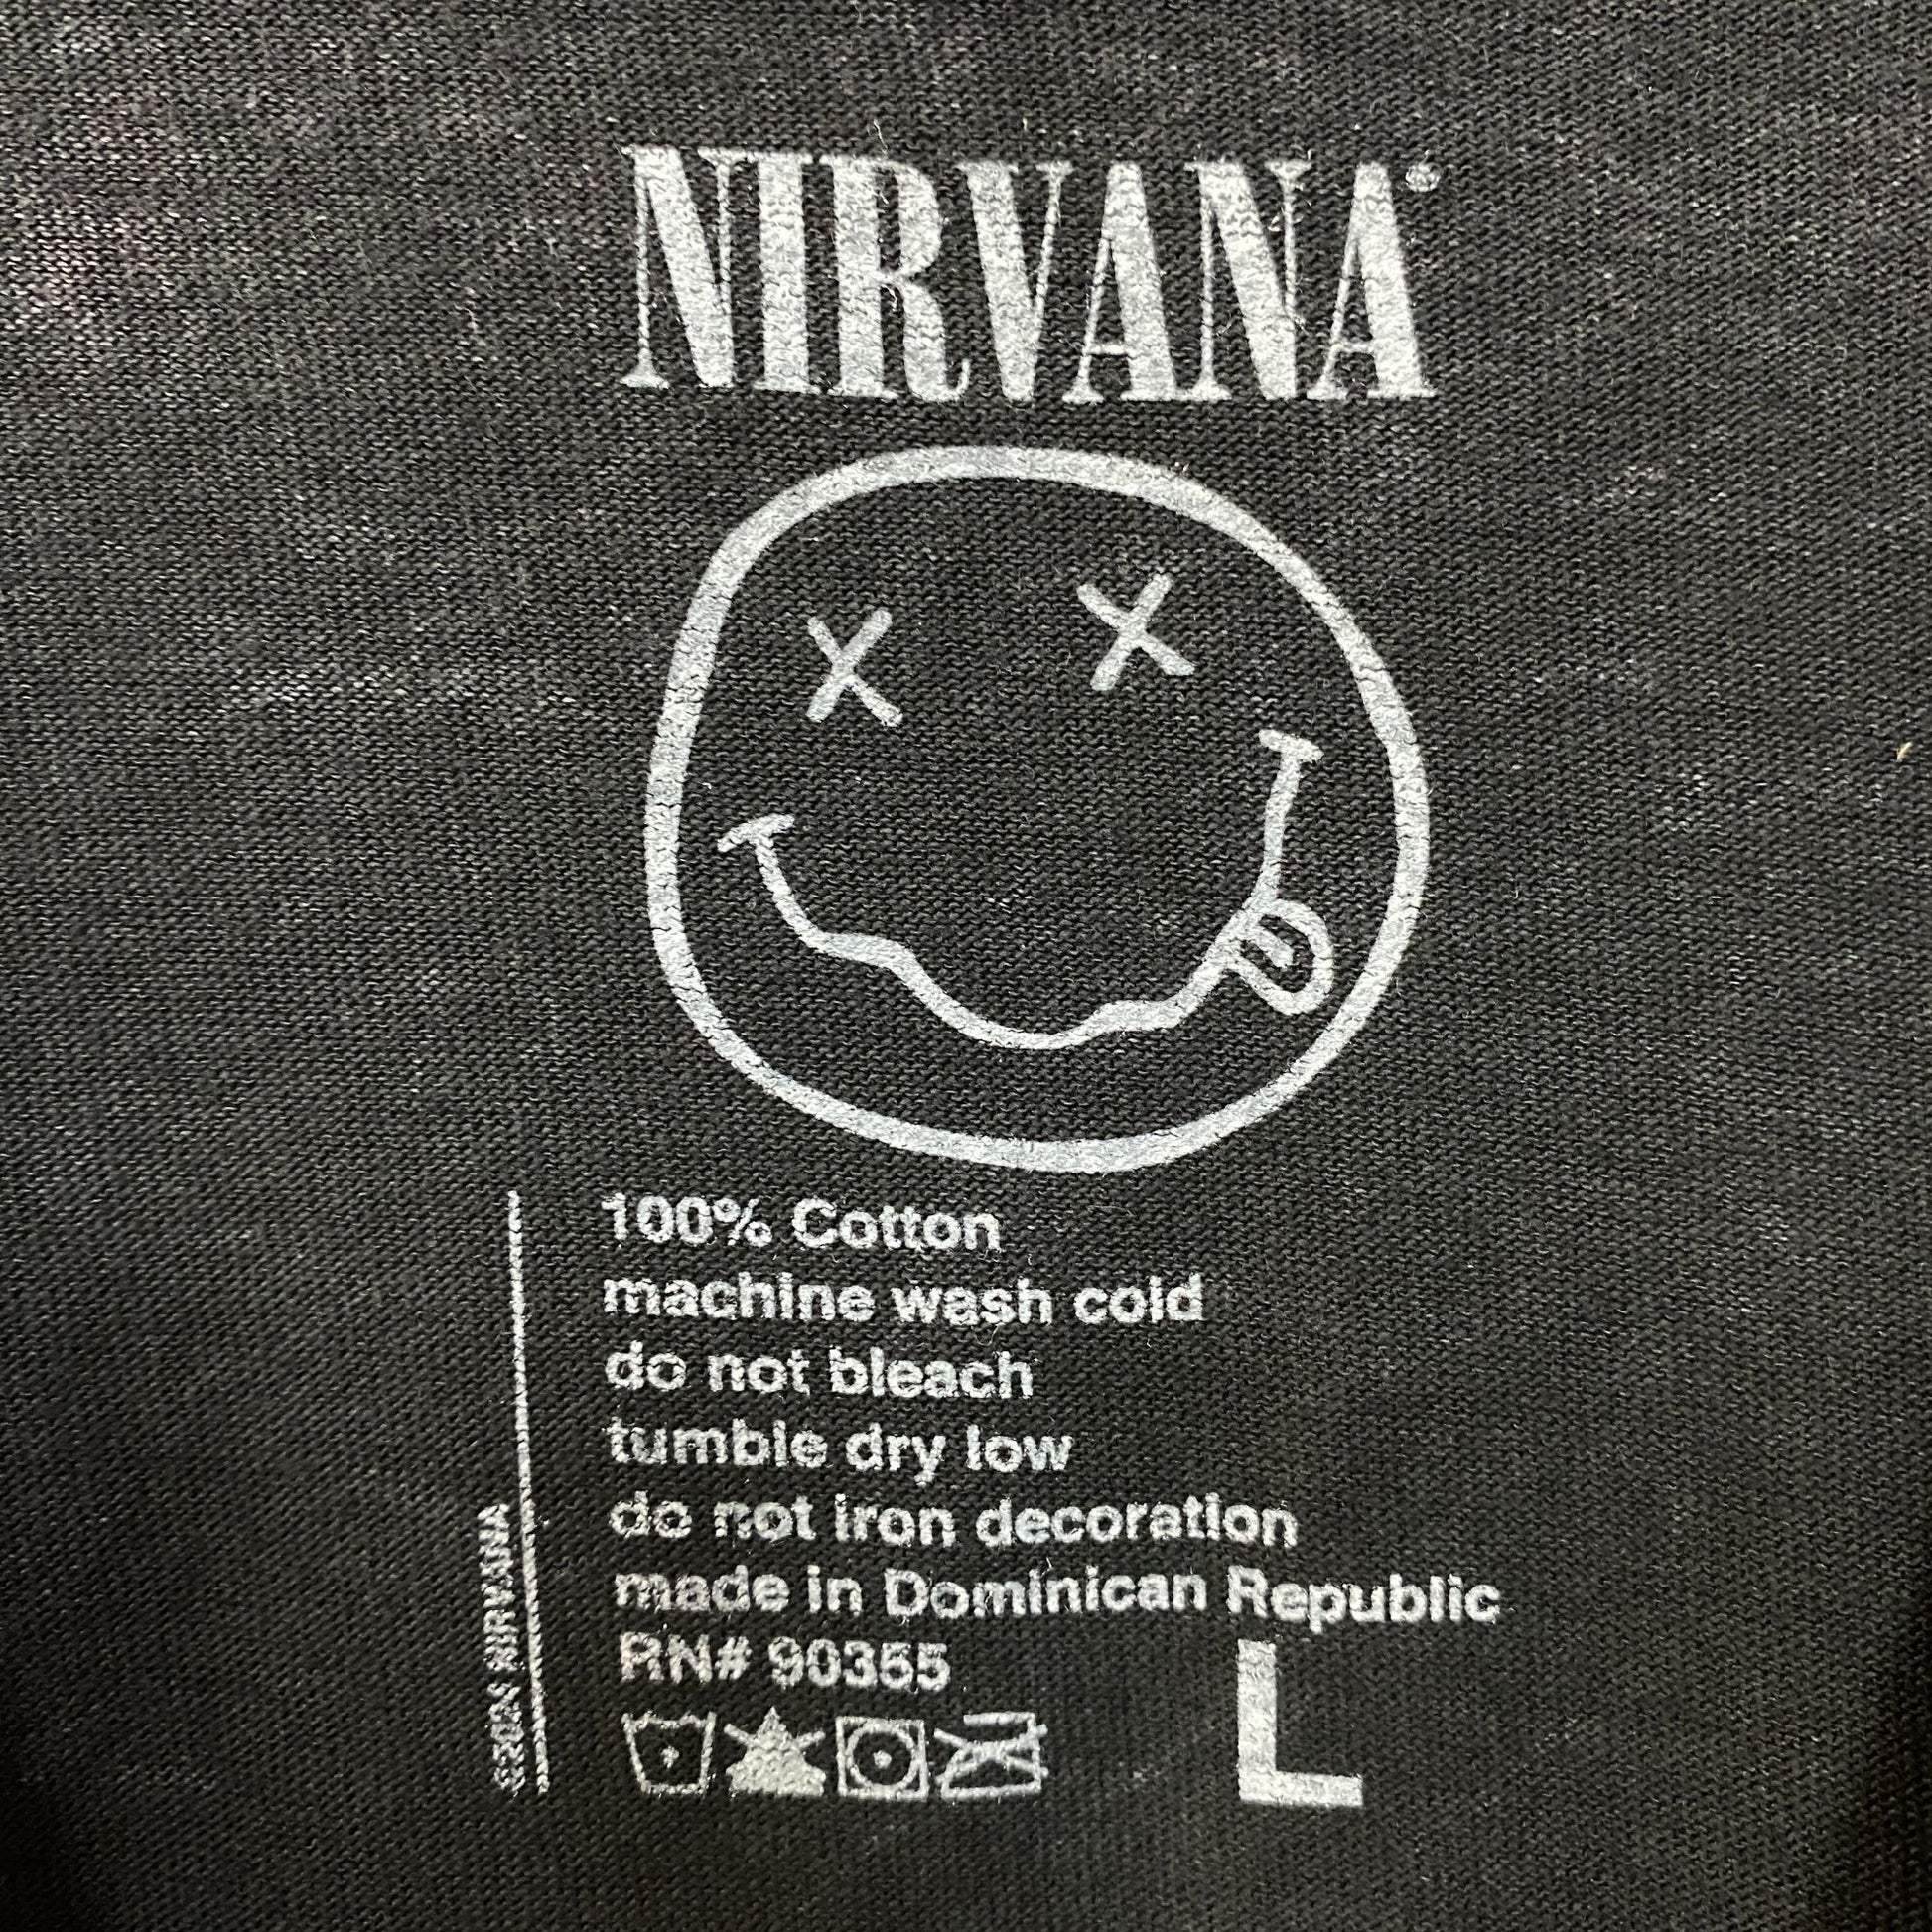 NIRVANA®
100% Cotton
machine wash cold
do not bleach
tumble dry low
do not iron decoration
made in Dominican Republic
RN# 90355
L
NIRVANA